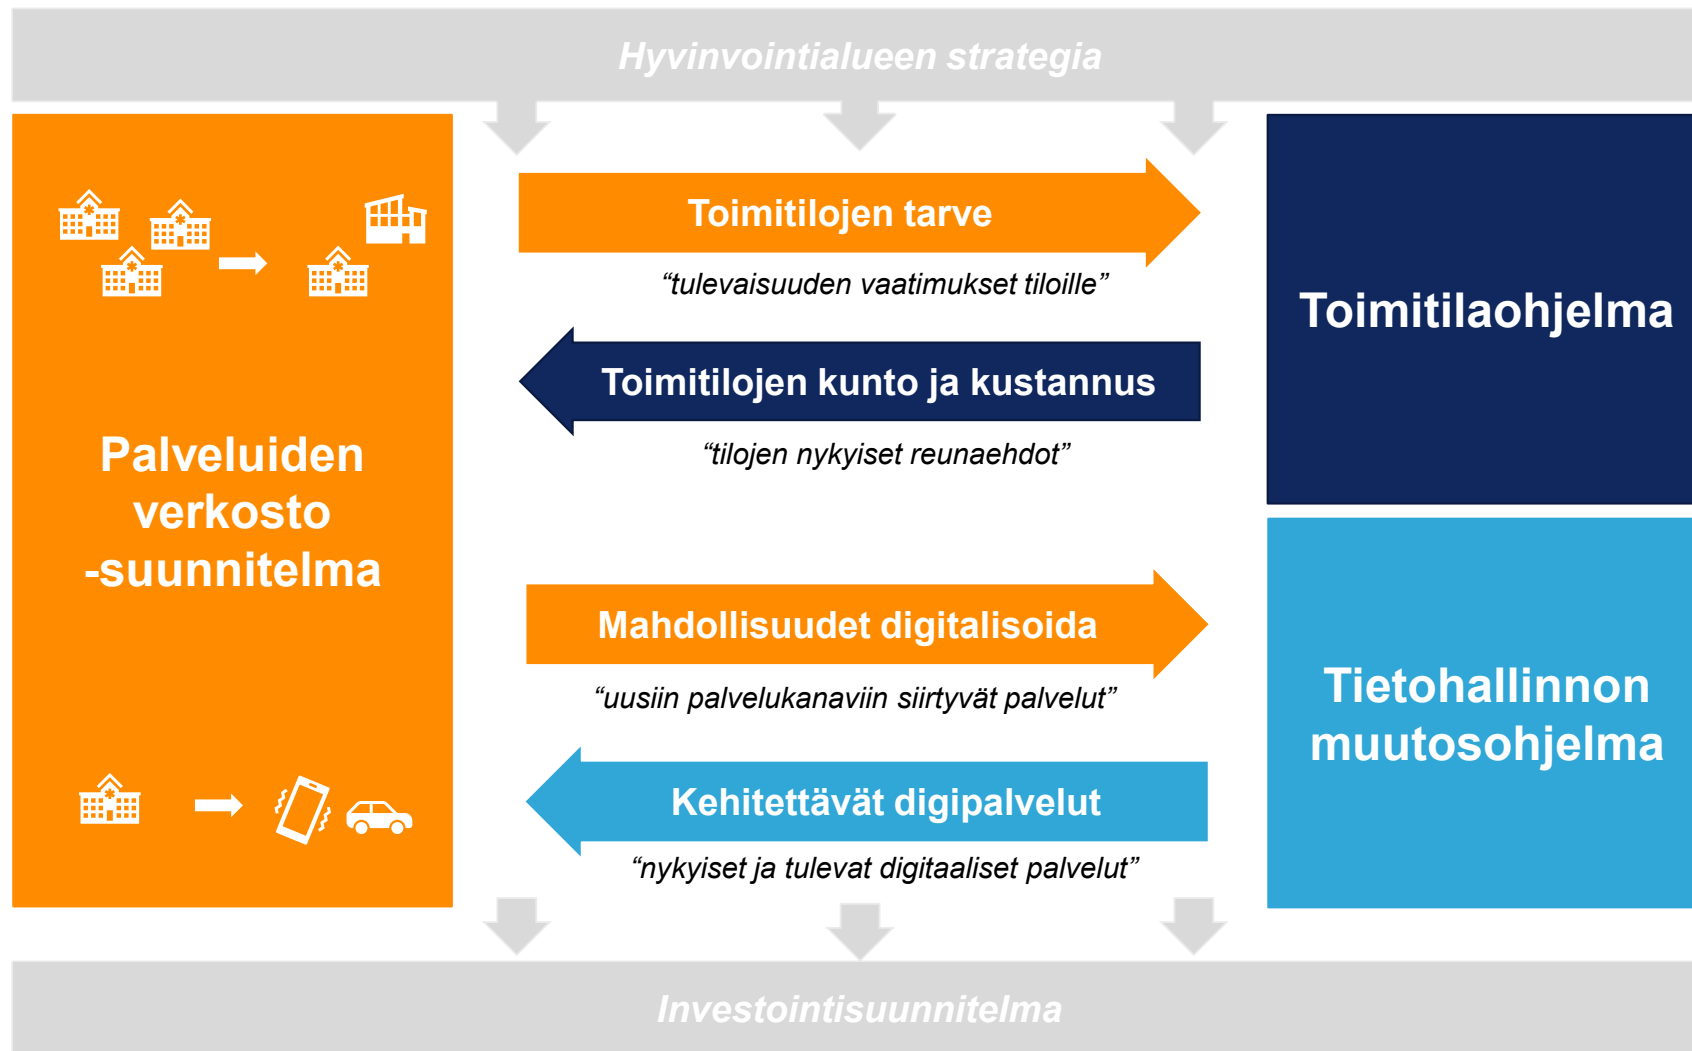 Hyvinvointialueen strategia
Palveluiden
verkosto
-suunnitelma
Toimitilojen tarve
“tulevaisuuden vaatimukset tiloille”
Toimitilojen kunto ja kustannus
“tilojen nykyiset reunaehdot”
Mahdollisuudet digitalisoida
“uusiin palvelukanaviin siirtyvät palvelut”
Kehitettävät digipalvelut
“nykyiset ja tulevat digitaaliset palvelut”
Toimitilaohjelma
Tietohallinnon
muutosohjelma
Investointisuunnitelma